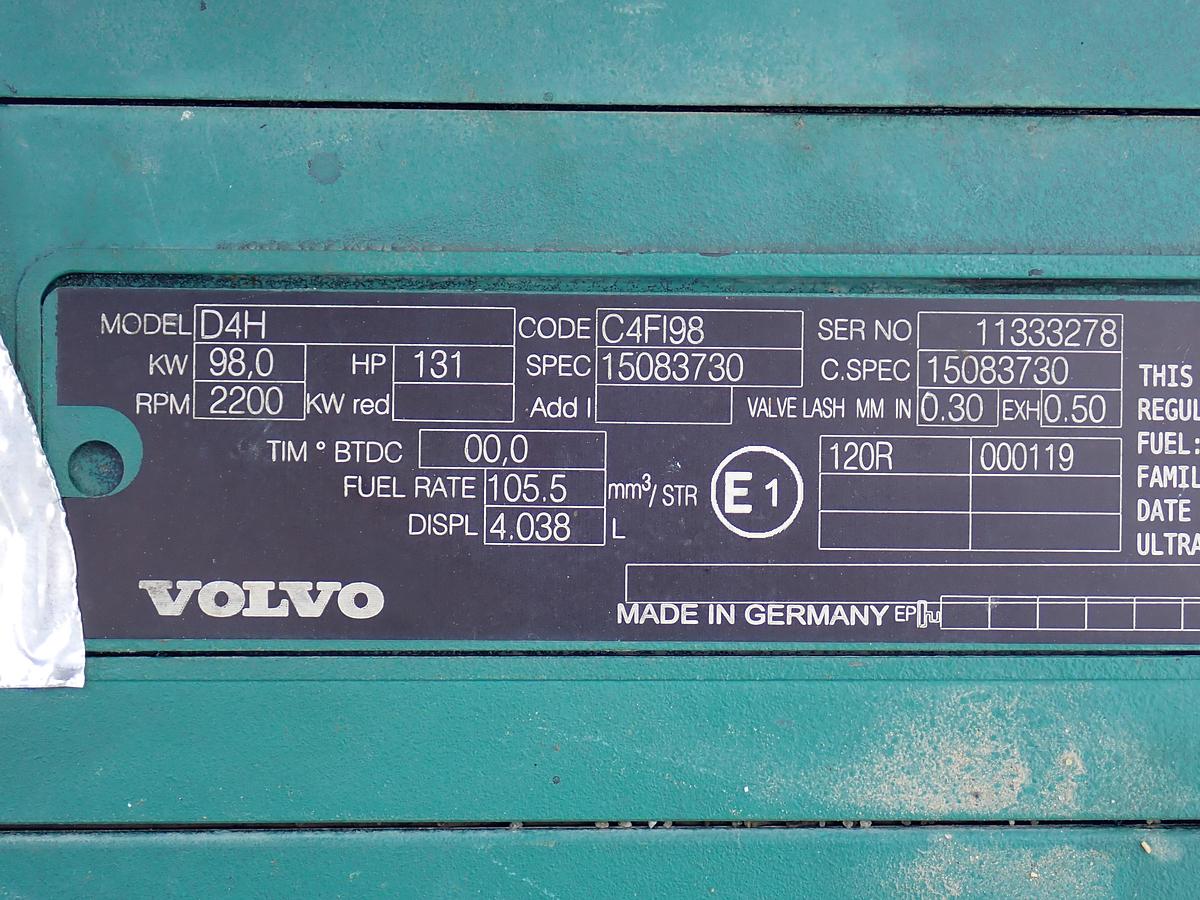 MODEL D4H CODE C4FI98 SER NO 11333278
KW 98,0 HP 131 SPEC 15083730 C.SPEC 15083730
RPM 2200 KW red Add I VALVE LASH MM IN 0.30 EXH 0.50
TIM ° BTDC 00,0
FUEL RATE 105.5 mm³/ STR
DISPL 4.038 L
E 1
120R 000119
THIS
REGUL
FUEL:
FAMIL
DATE
ULTRA
VOLVO
MADE IN GERMANY EP